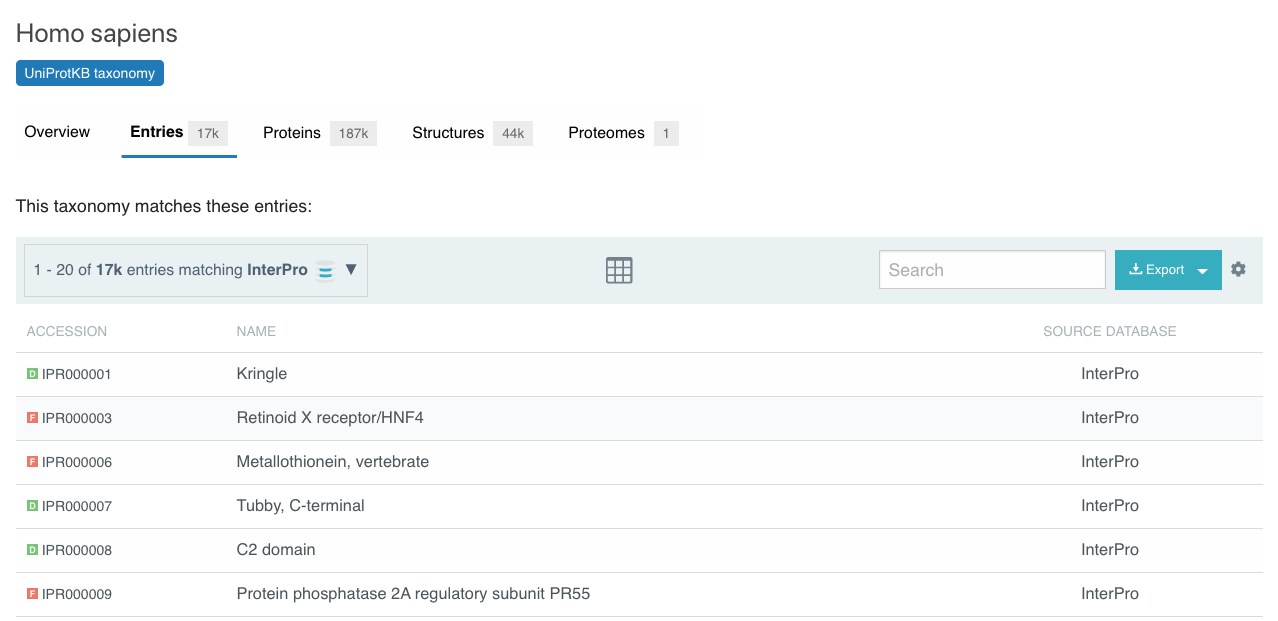 Homo sapiens
UniProtKB taxonomy
Overview Entries 17k Proteins 187k Structures 44k Proteomes 1
This taxonomy matches these entries:
1 - 20 of 17k entries matching InterPro ▼ Search Export
ACCESSION NAME SOURCE DATABASE
D IPR000001 Kringle InterPro
F IPR000003 Retinoid X receptor/HNF4 InterPro
F IPR000006 Metallothionein, vertebrate InterPro
D IPR000007 Tubby, C-terminal InterPro
D IPR000008 C2 domain InterPro
F IPR000009 Protein phosphatase 2A regulatory subunit PR55 InterPro